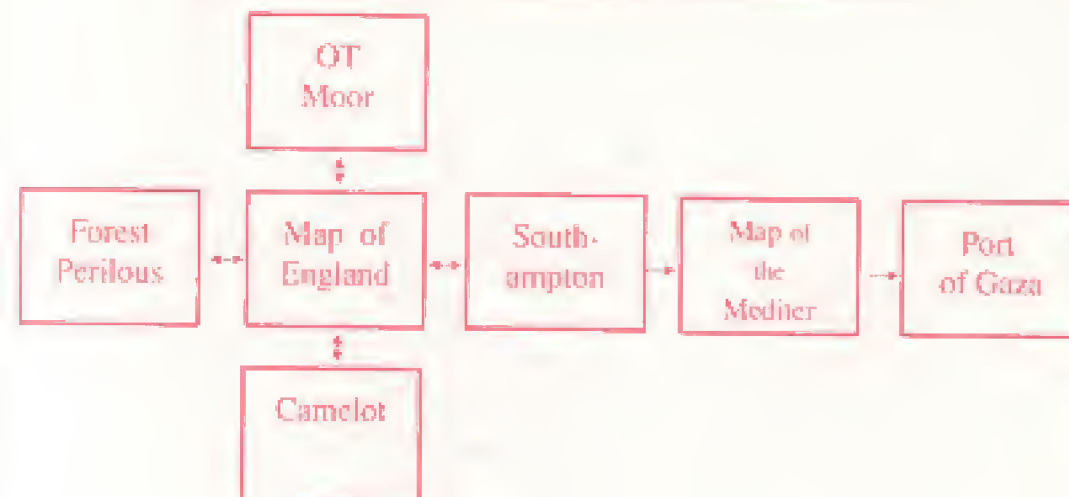 OT
Moor
Forest
Perilous
Map of
England
South-
ampton
Map of
the
Mediter
Port
of Gaza
Camelot